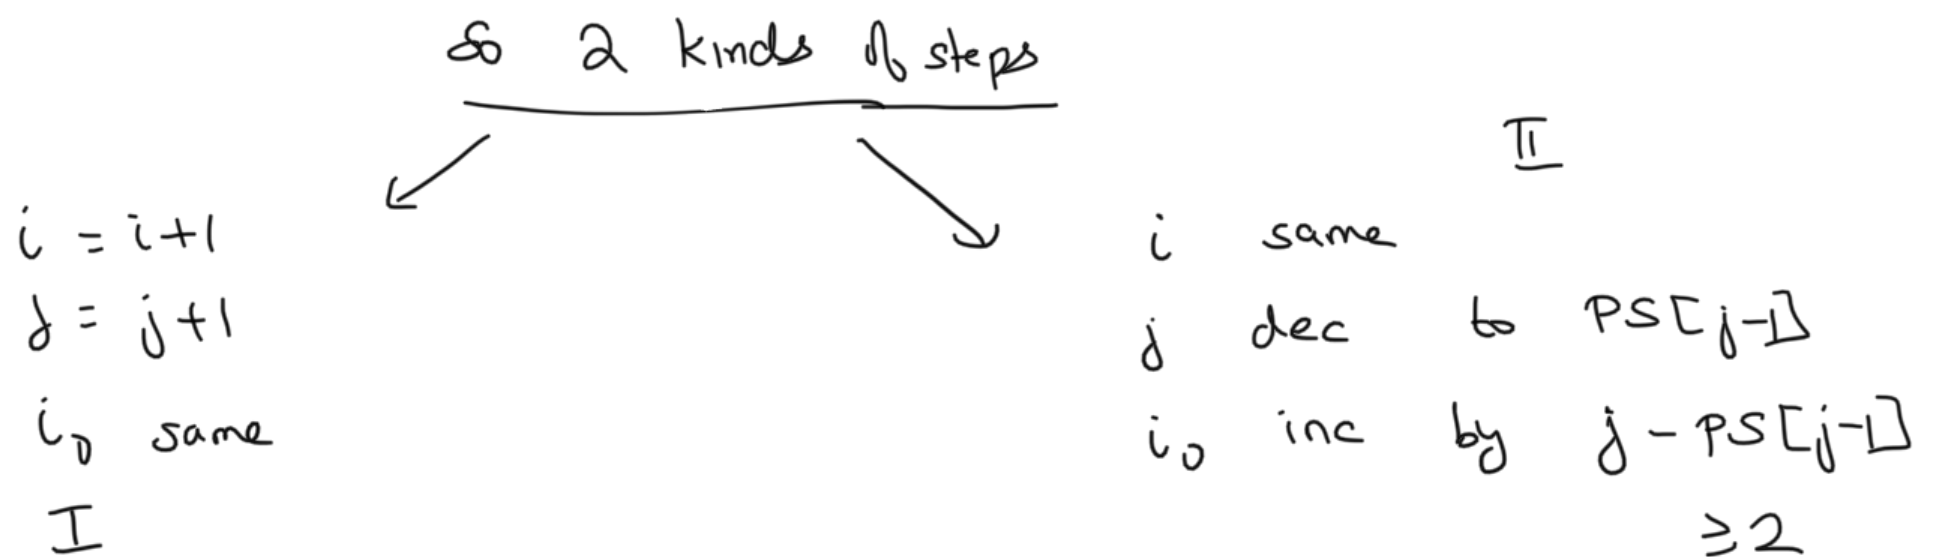 So 2 kinds of steps
i = i+1
j = j+1
i₀ same
I
II
i same
j dec to PS[j-1]
i₀ inc by j - PS[j-1]
≥2